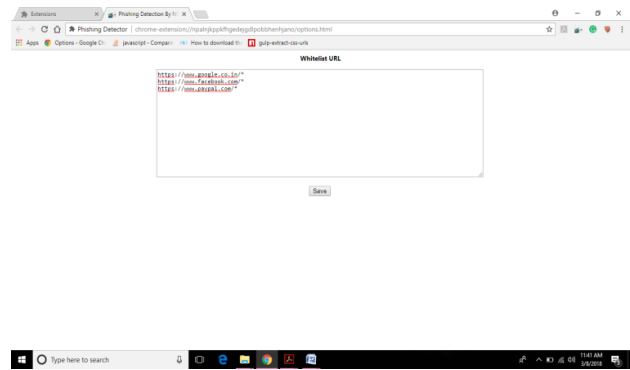 Extensions
Phishing Detection By
Phishing Detector | chrome-extension://
options.html
Apps
Options - Google Ch
javascript - Compare
How to download th
gulp-extract-css-urls
Whitelist URL
https://www.google.co.in/*
https://www.facebook.com/*
https://www.paypal.com/*
Save
Type here to search
11:41 AM
3/8/2018